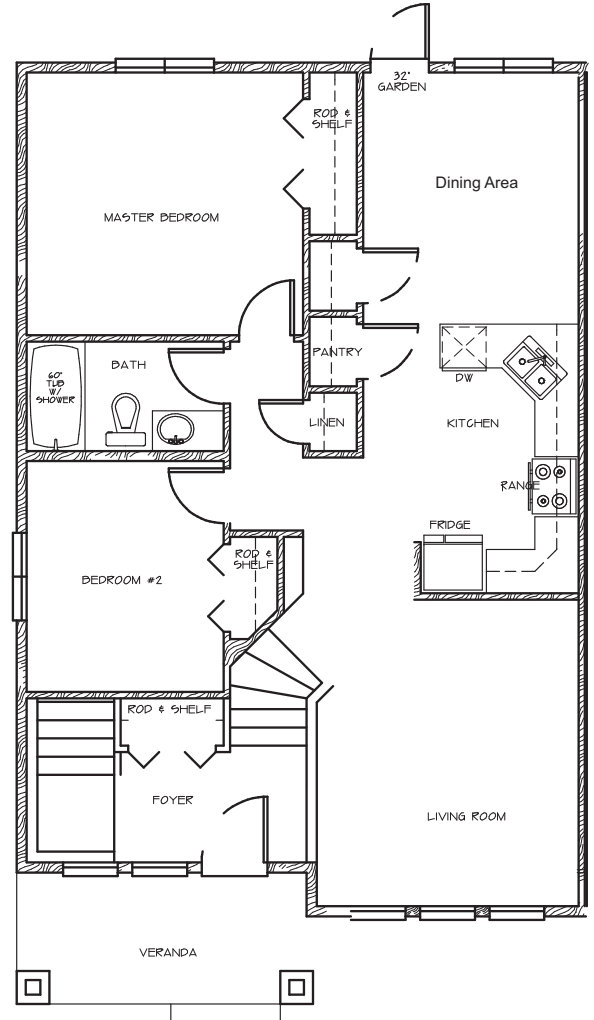 32"
GARDEN
ROD &
SHELF
Dining Area
MASTER BEDROOM
PANTRY
BATH
60"
TUB
W/
SHOWER
DW
LINEN
KITCHEN
RANGE
FRIDGE
ROD &
SHELF
BEDROOM #2
ROD & SHELF
FOYER
LIVING ROOM
VERANDA